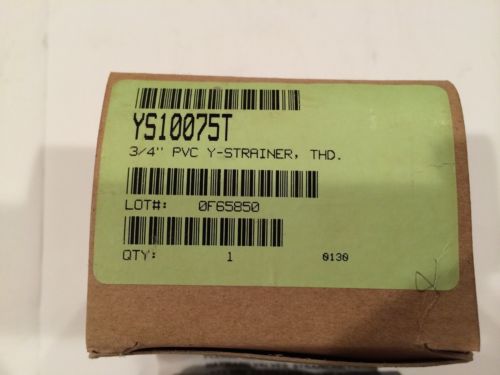 YS10075T
3/4" PVC Y-STRAINER, THD.
LOT#: 0F65850
QTY: 1 0130